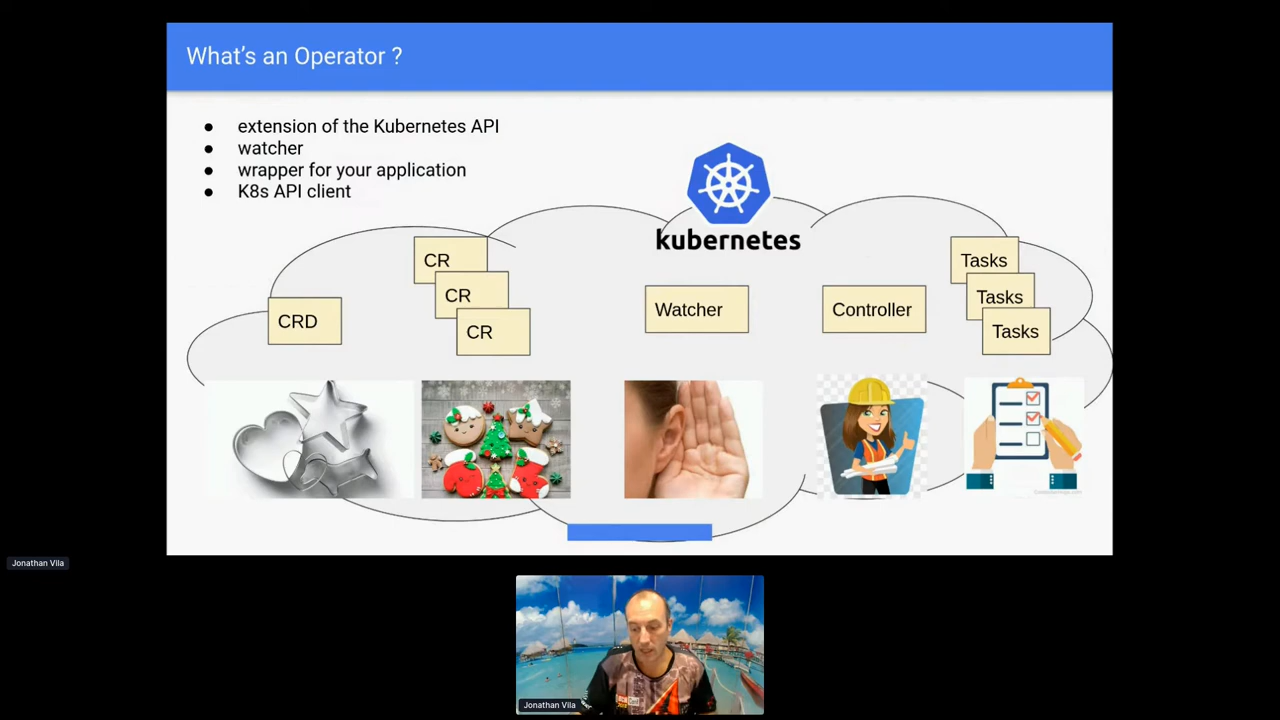 What's an Operator ?
● extension of the Kubernetes API
● watcher
● wrapper for your application
● K8s API client
kubernetes
CR
CR
CR
CRD
Watcher
Controller
Tasks
Tasks
Tasks
Jonathan Vila
Jonathan Vila